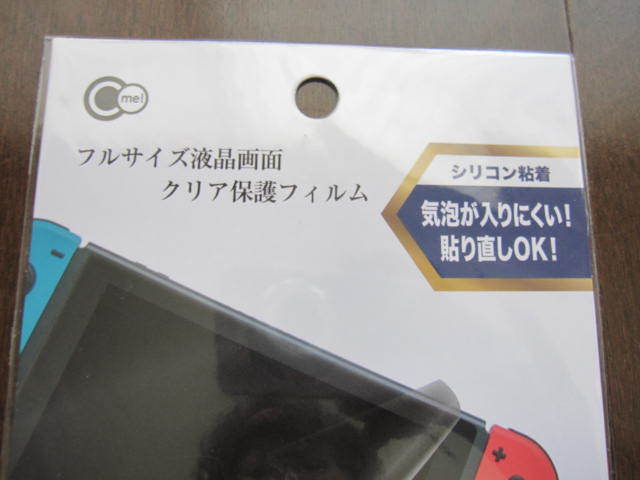 me!
フルサイズ液晶画面
クリア保護フィルム
シリコン粘着
気泡が入りにくい!
貼り直しOK!